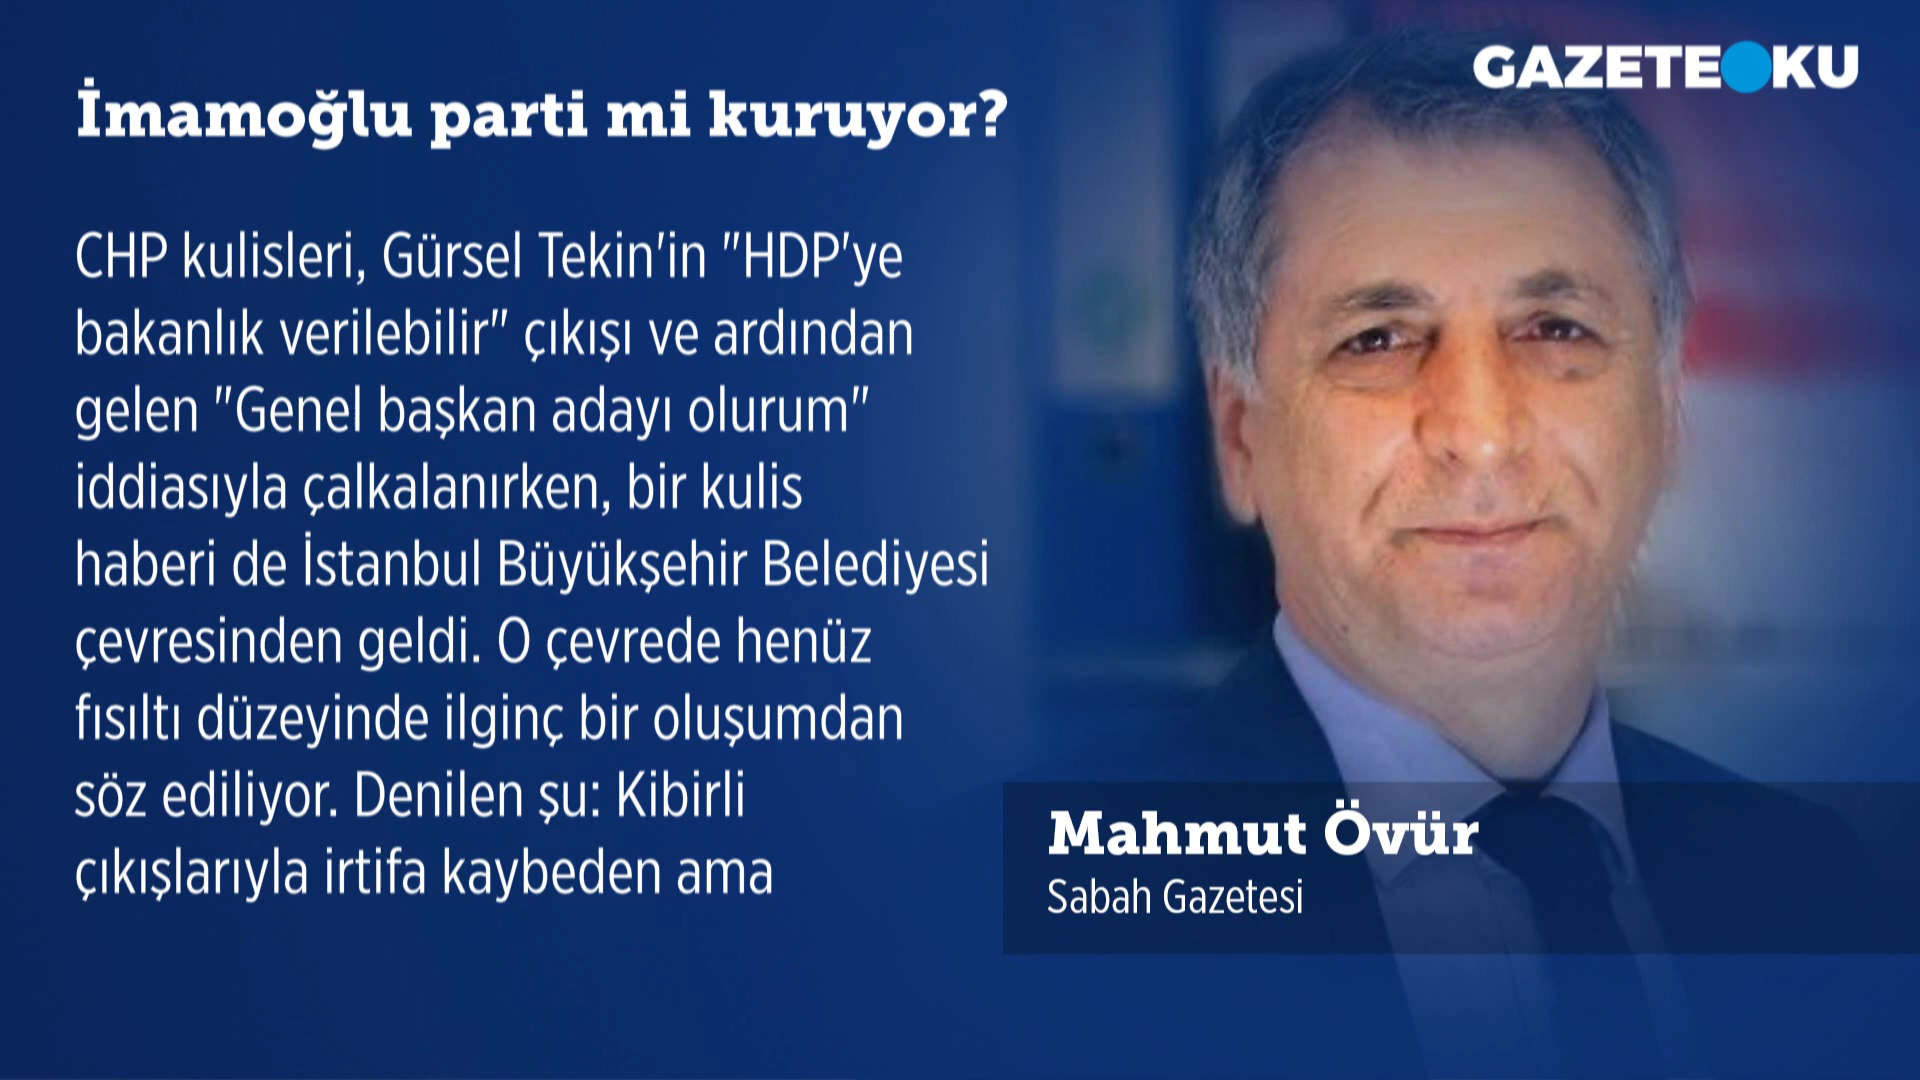 GAZETEOKU
İmamoğlu parti mi kuruyor?
CHP kulisleri, Gürsel Tekin'in "HDP'ye
bakanlık verilebilir" çıkışı ve ardından
gelen "Genel başkan adayı olurum"
iddiasıyla çalkalanırken, bir kulis
haberi de İstanbul Büyükşehir Belediyesi
çevresinden geldi. O çevrede henüz
fısıltı düzeyinde ilginç bir oluşumdan
söz ediliyor. Denilen şu: Kibirli
çıkışlarıyla irtifa kaybeden ama
Mahmut Övür
Sabah Gazetesi